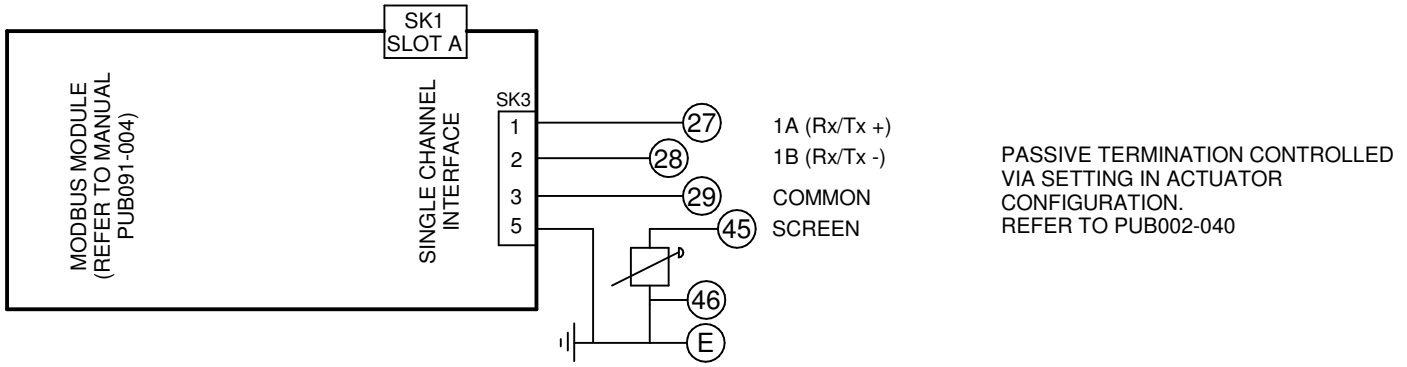 SK1
SLOT A
MODBUS MODULE
(REFER TO MANUAL
PUB091-004)
SINGLE CHANNEL
INTERFACE
SK3
1
2
3
5
27
1A (Rx/Tx +)
28
1B (Rx/Tx -)
29
COMMON
45
SCREEN
46
E
PASSIVE TERMINATION CONTROLLED
VIA SETTING IN ACTUATOR
CONFIGURATION.
REFER TO PUB002-040